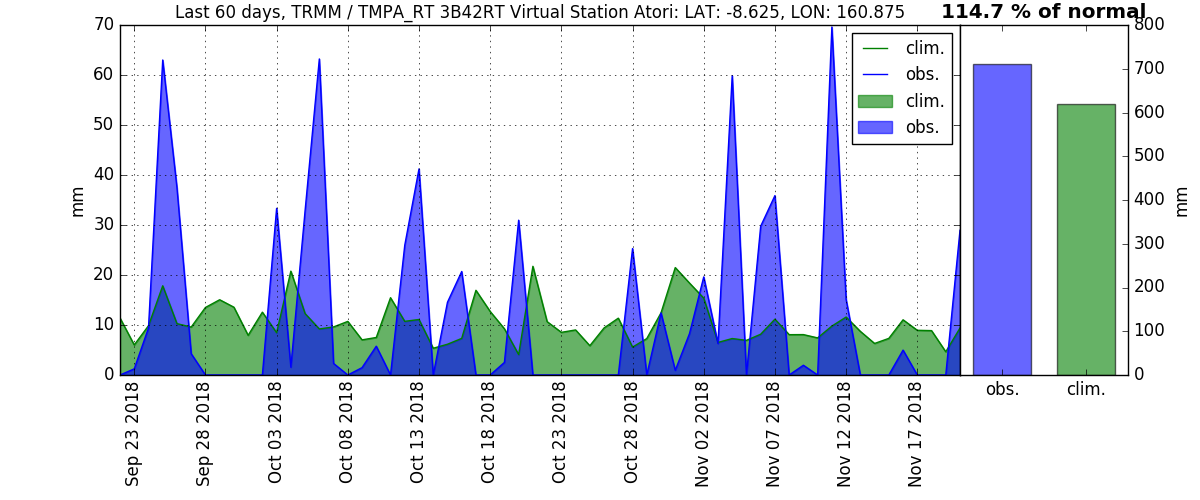 Last 60 days, TRMM / TMPA_RT 3B42RT Virtual Station Atori: LAT: -8.625, LON: 160.875
114.7 % of normal
70
60
50
40
30
20
10
0
mm
clim.
obs.
clim.
obs.
800
700
600
500
400
300
200
100
0
mm
Sep 23 2018
Sep 28 2018
Oct 03 2018
Oct 08 2018
Oct 13 2018
Oct 18 2018
Oct 23 2018
Oct 28 2018
Nov 02 2018
Nov 07 2018
Nov 12 2018
Nov 17 2018
obs.
clim.